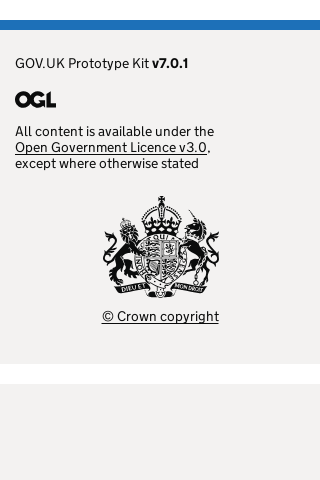 GOV.UK Prototype Kit v7.0.1
OGL
All content is available under the
Open Government Licence v3.0,
except where otherwise stated
DIEU ET MON DROIT
© Crown copyright